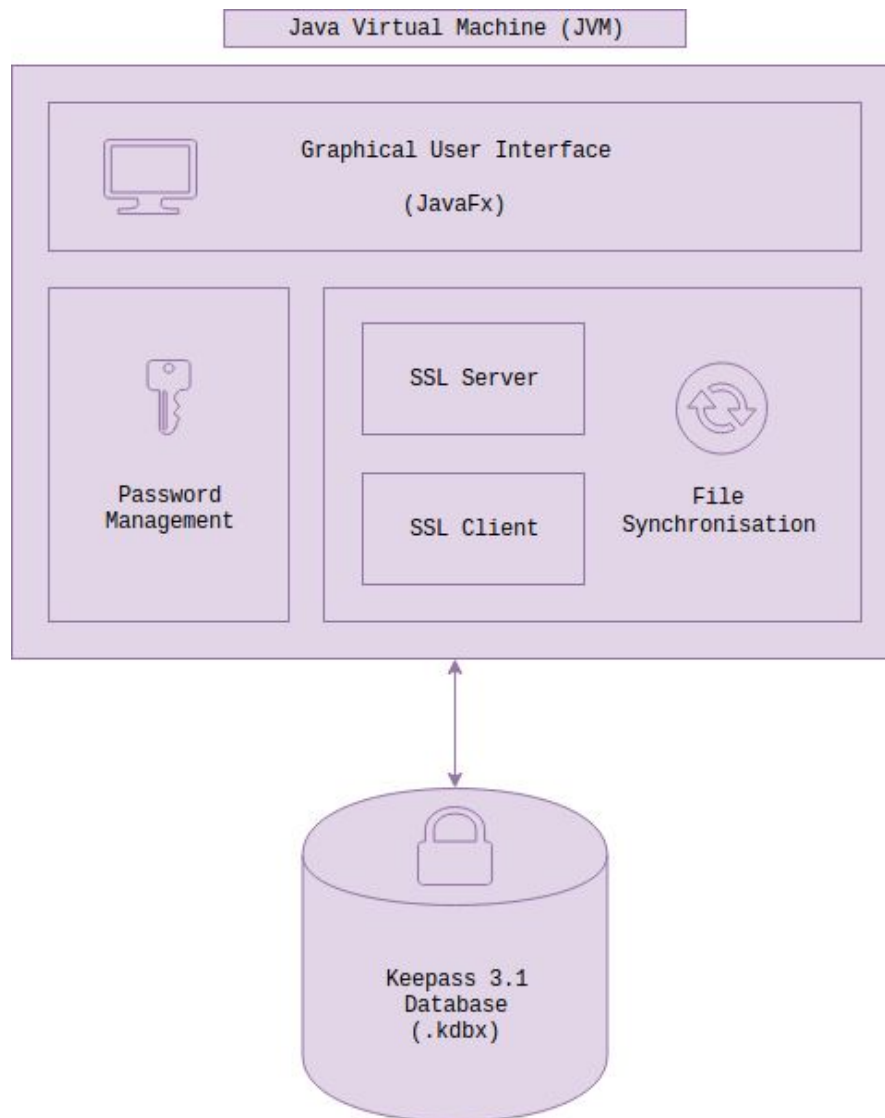 Java Virtual Machine (JVM)
Graphical User Interface
(JavaFx)
Password
Management
SSL Server
SSL Client
File
Synchronisation
Keepass 3.1
Database
(.kdbx)